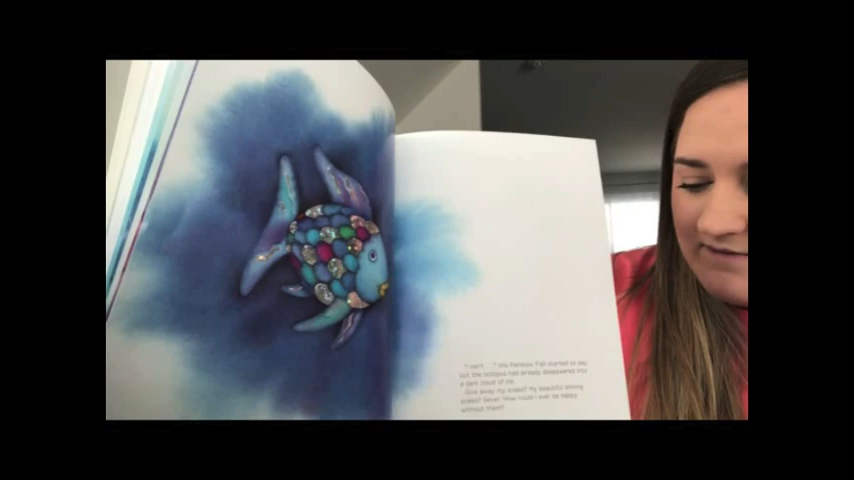 "I can't. . ." the Rainbow Fish started to say
but the octopus had already disappeared into
a dark cloud of ink.
Give away my scales? My beautiful shining
scales? Never. How could I ever be happy
without them?